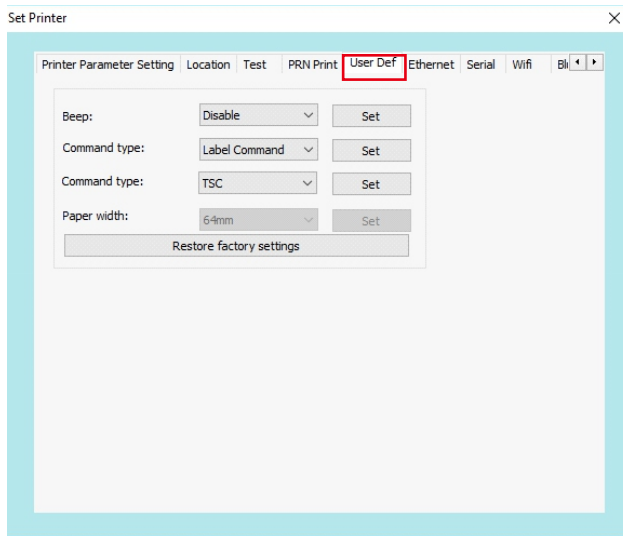 Set Printer
Printer Parameter Setting Location Test PRN Print User Def Ethernet Serial Wifi
Beep: Disable Set
Command type: Label Command Set
Command type: TSC Set
Paper width: 64mm Set
Restore factory settings